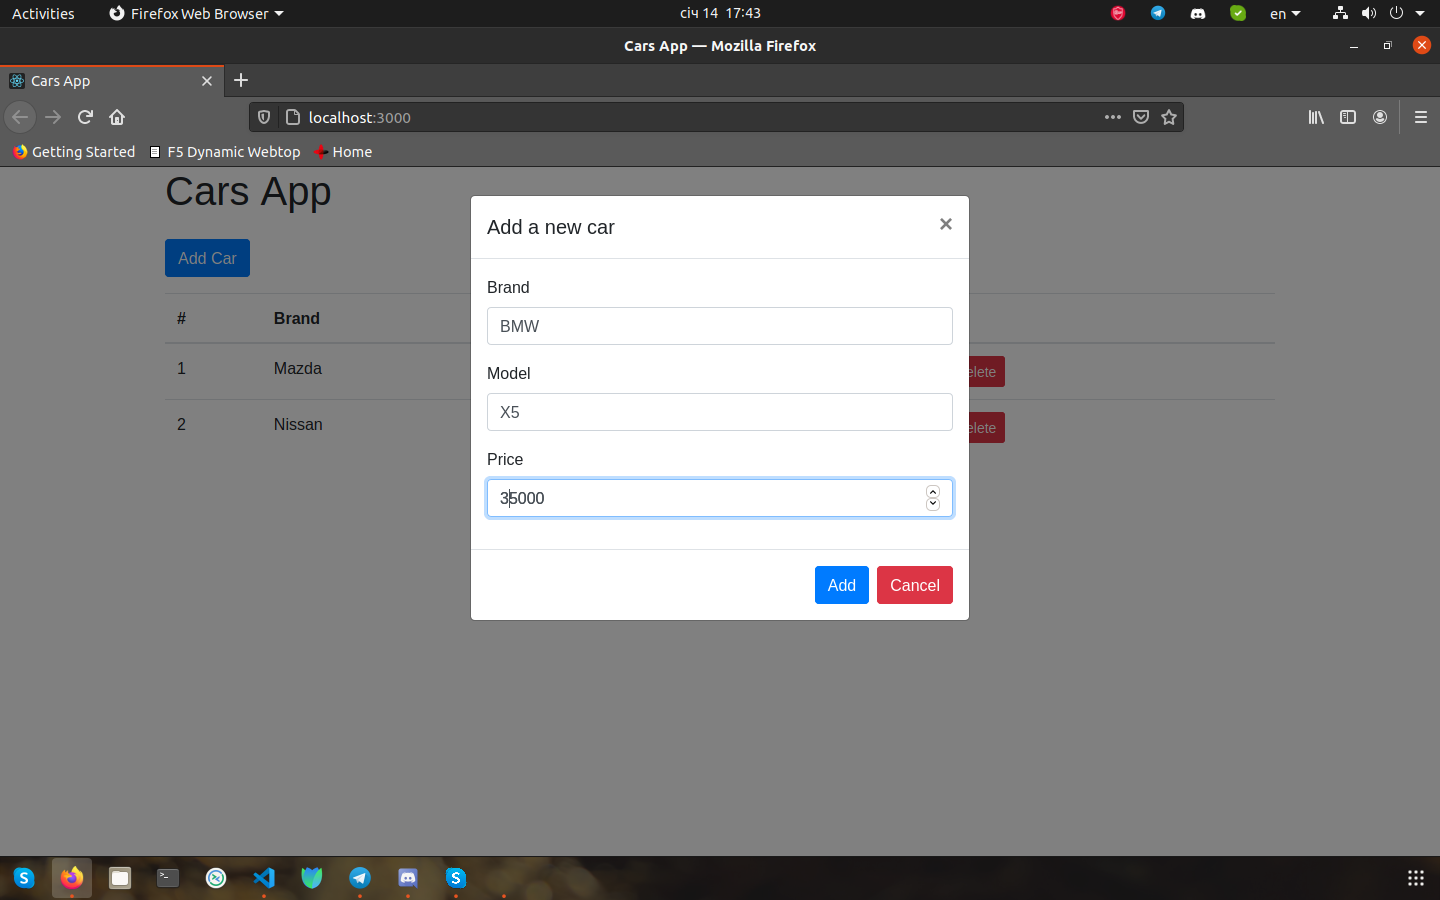 Activities Firefox Web Browser січ 14 17:43 en
Cars App — Mozilla Firefox
Cars App
localhost:3000
Getting Started F5 Dynamic Webtop Home
Cars App
Add Car
# Brand
1 Mazda elete
2 Nissan elete
Add a new car ×
Brand
BMW
Model
X5
Price
35000
Add Cancel